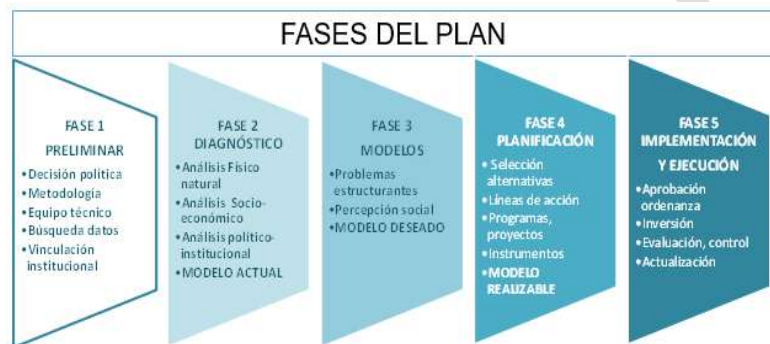 FASES DEL PLAN
FASE 1
PRELIMINAR
•Decisión política
•Metodología
•Equipo técnico
•Búsqueda datos
•Vinculación
institucional
FASE 2
DIAGNÓSTICO
•Análisis Físico
natural
•Análisis Socio-
económico
•Análisis político-
institucional
•MODELO ACTUAL
FASE 3
MODELOS
•Problemas
estructurantes
•Percepción social
•MODELO DESEADO
FASE 4
PLANIFICACIÓN
•Selección
alternativas
•Líneas de acción
•Programas,
proyectos
•Instrumentos
•MODELO
REALIZABLE
FASE 5
IMPLEMENTACIÓN
Y EJECUCIÓN
•Aprobación
ordenanza
•Inversión
•Evaluación, control
•Actualización